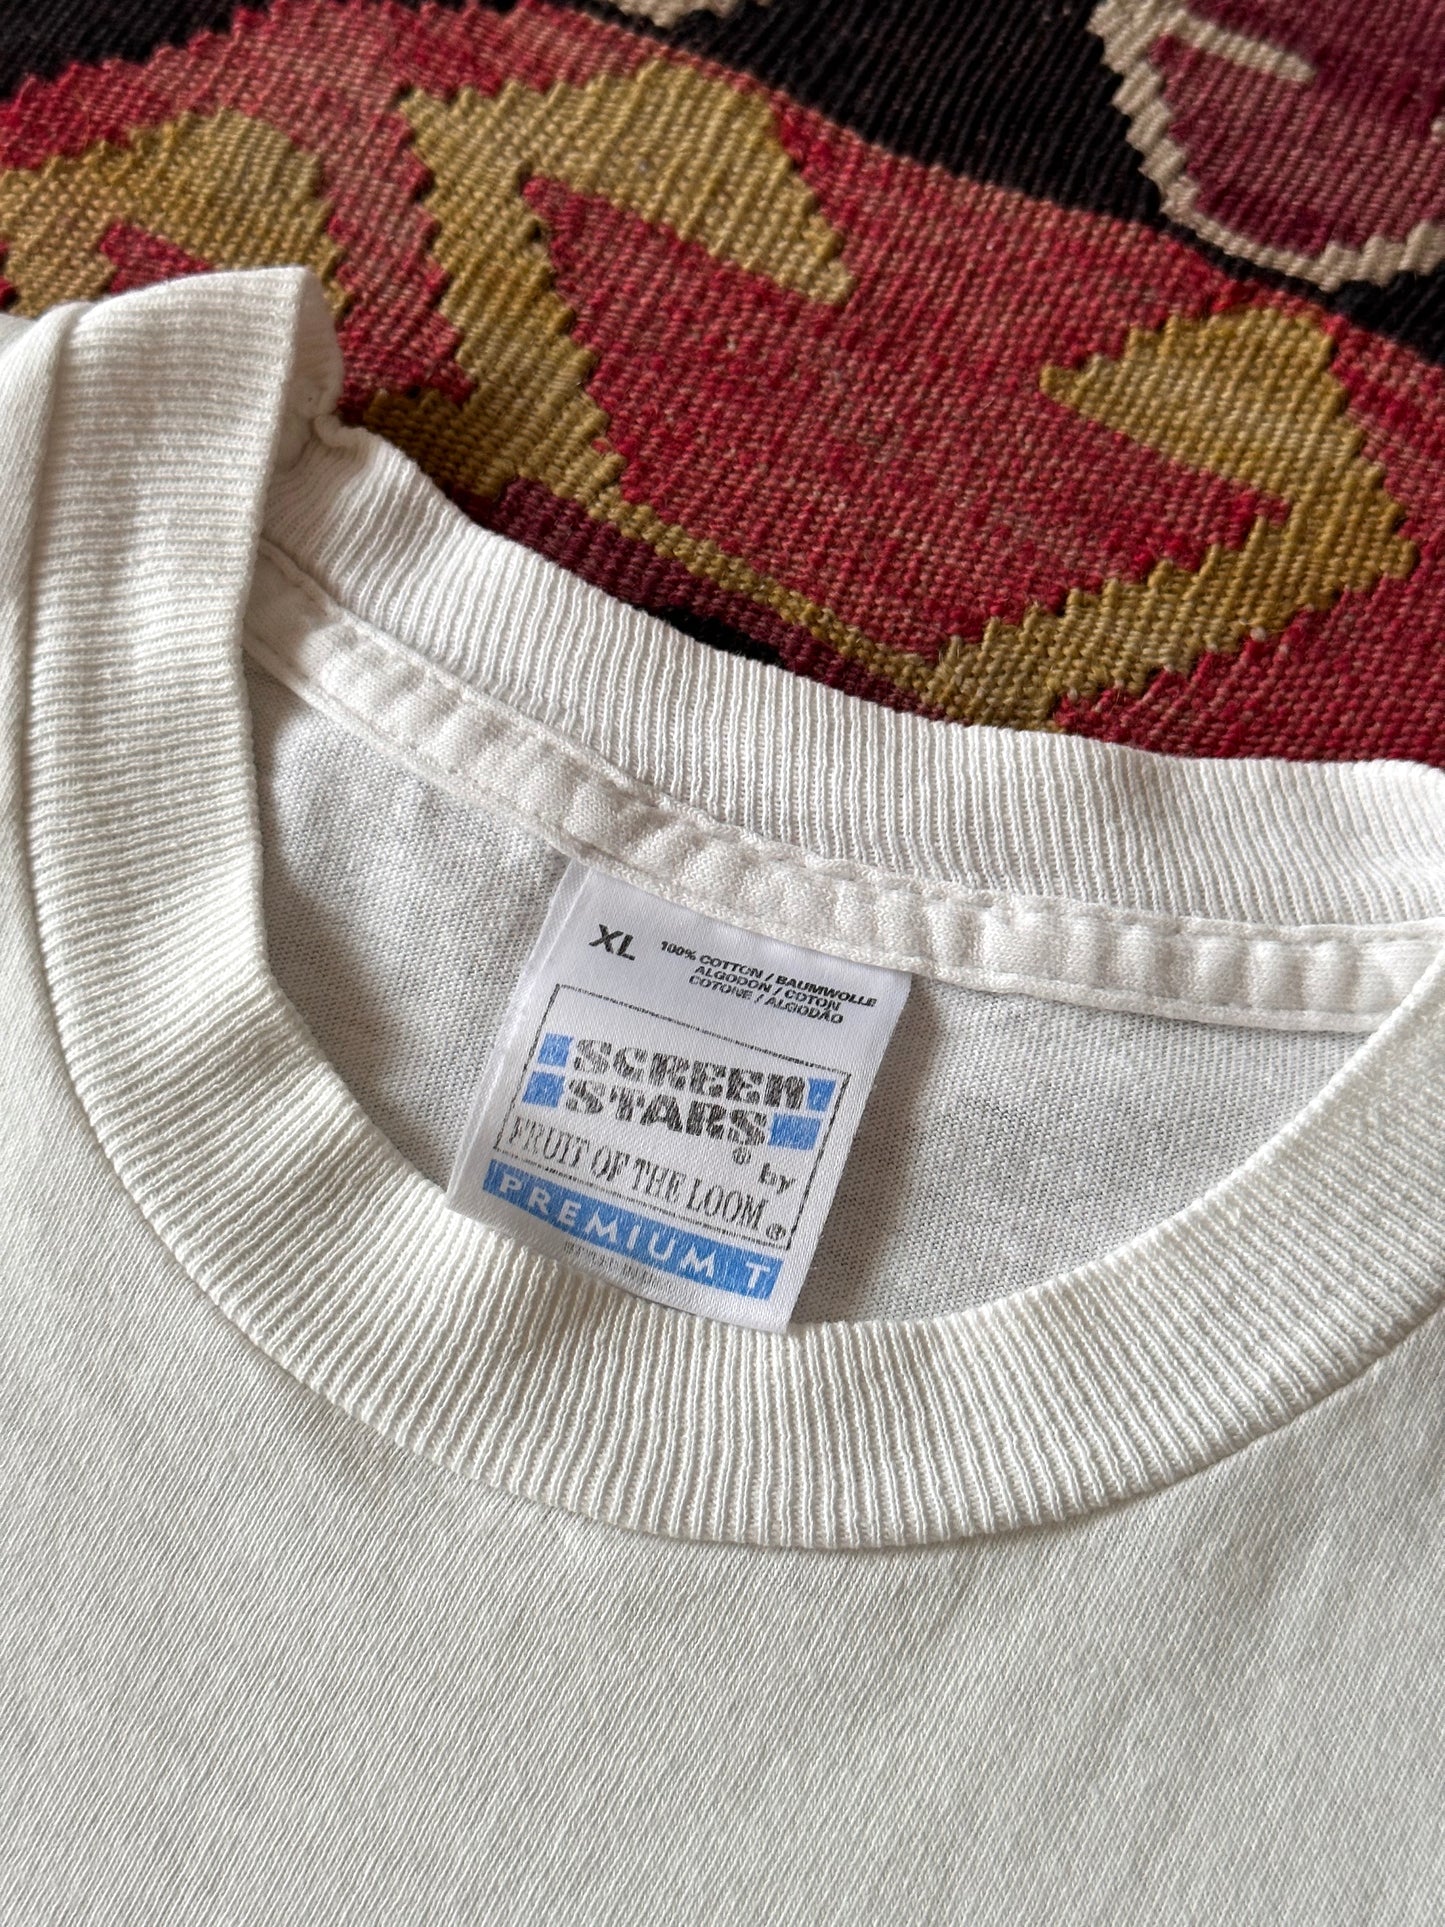 XL
100% COTTON / BAUMWOLLE
ALGODON / COTON
COTONE / ALGODÃO
SCREEN
STARS® by
FRUIT OF THE LOOM®
PREMIUM T